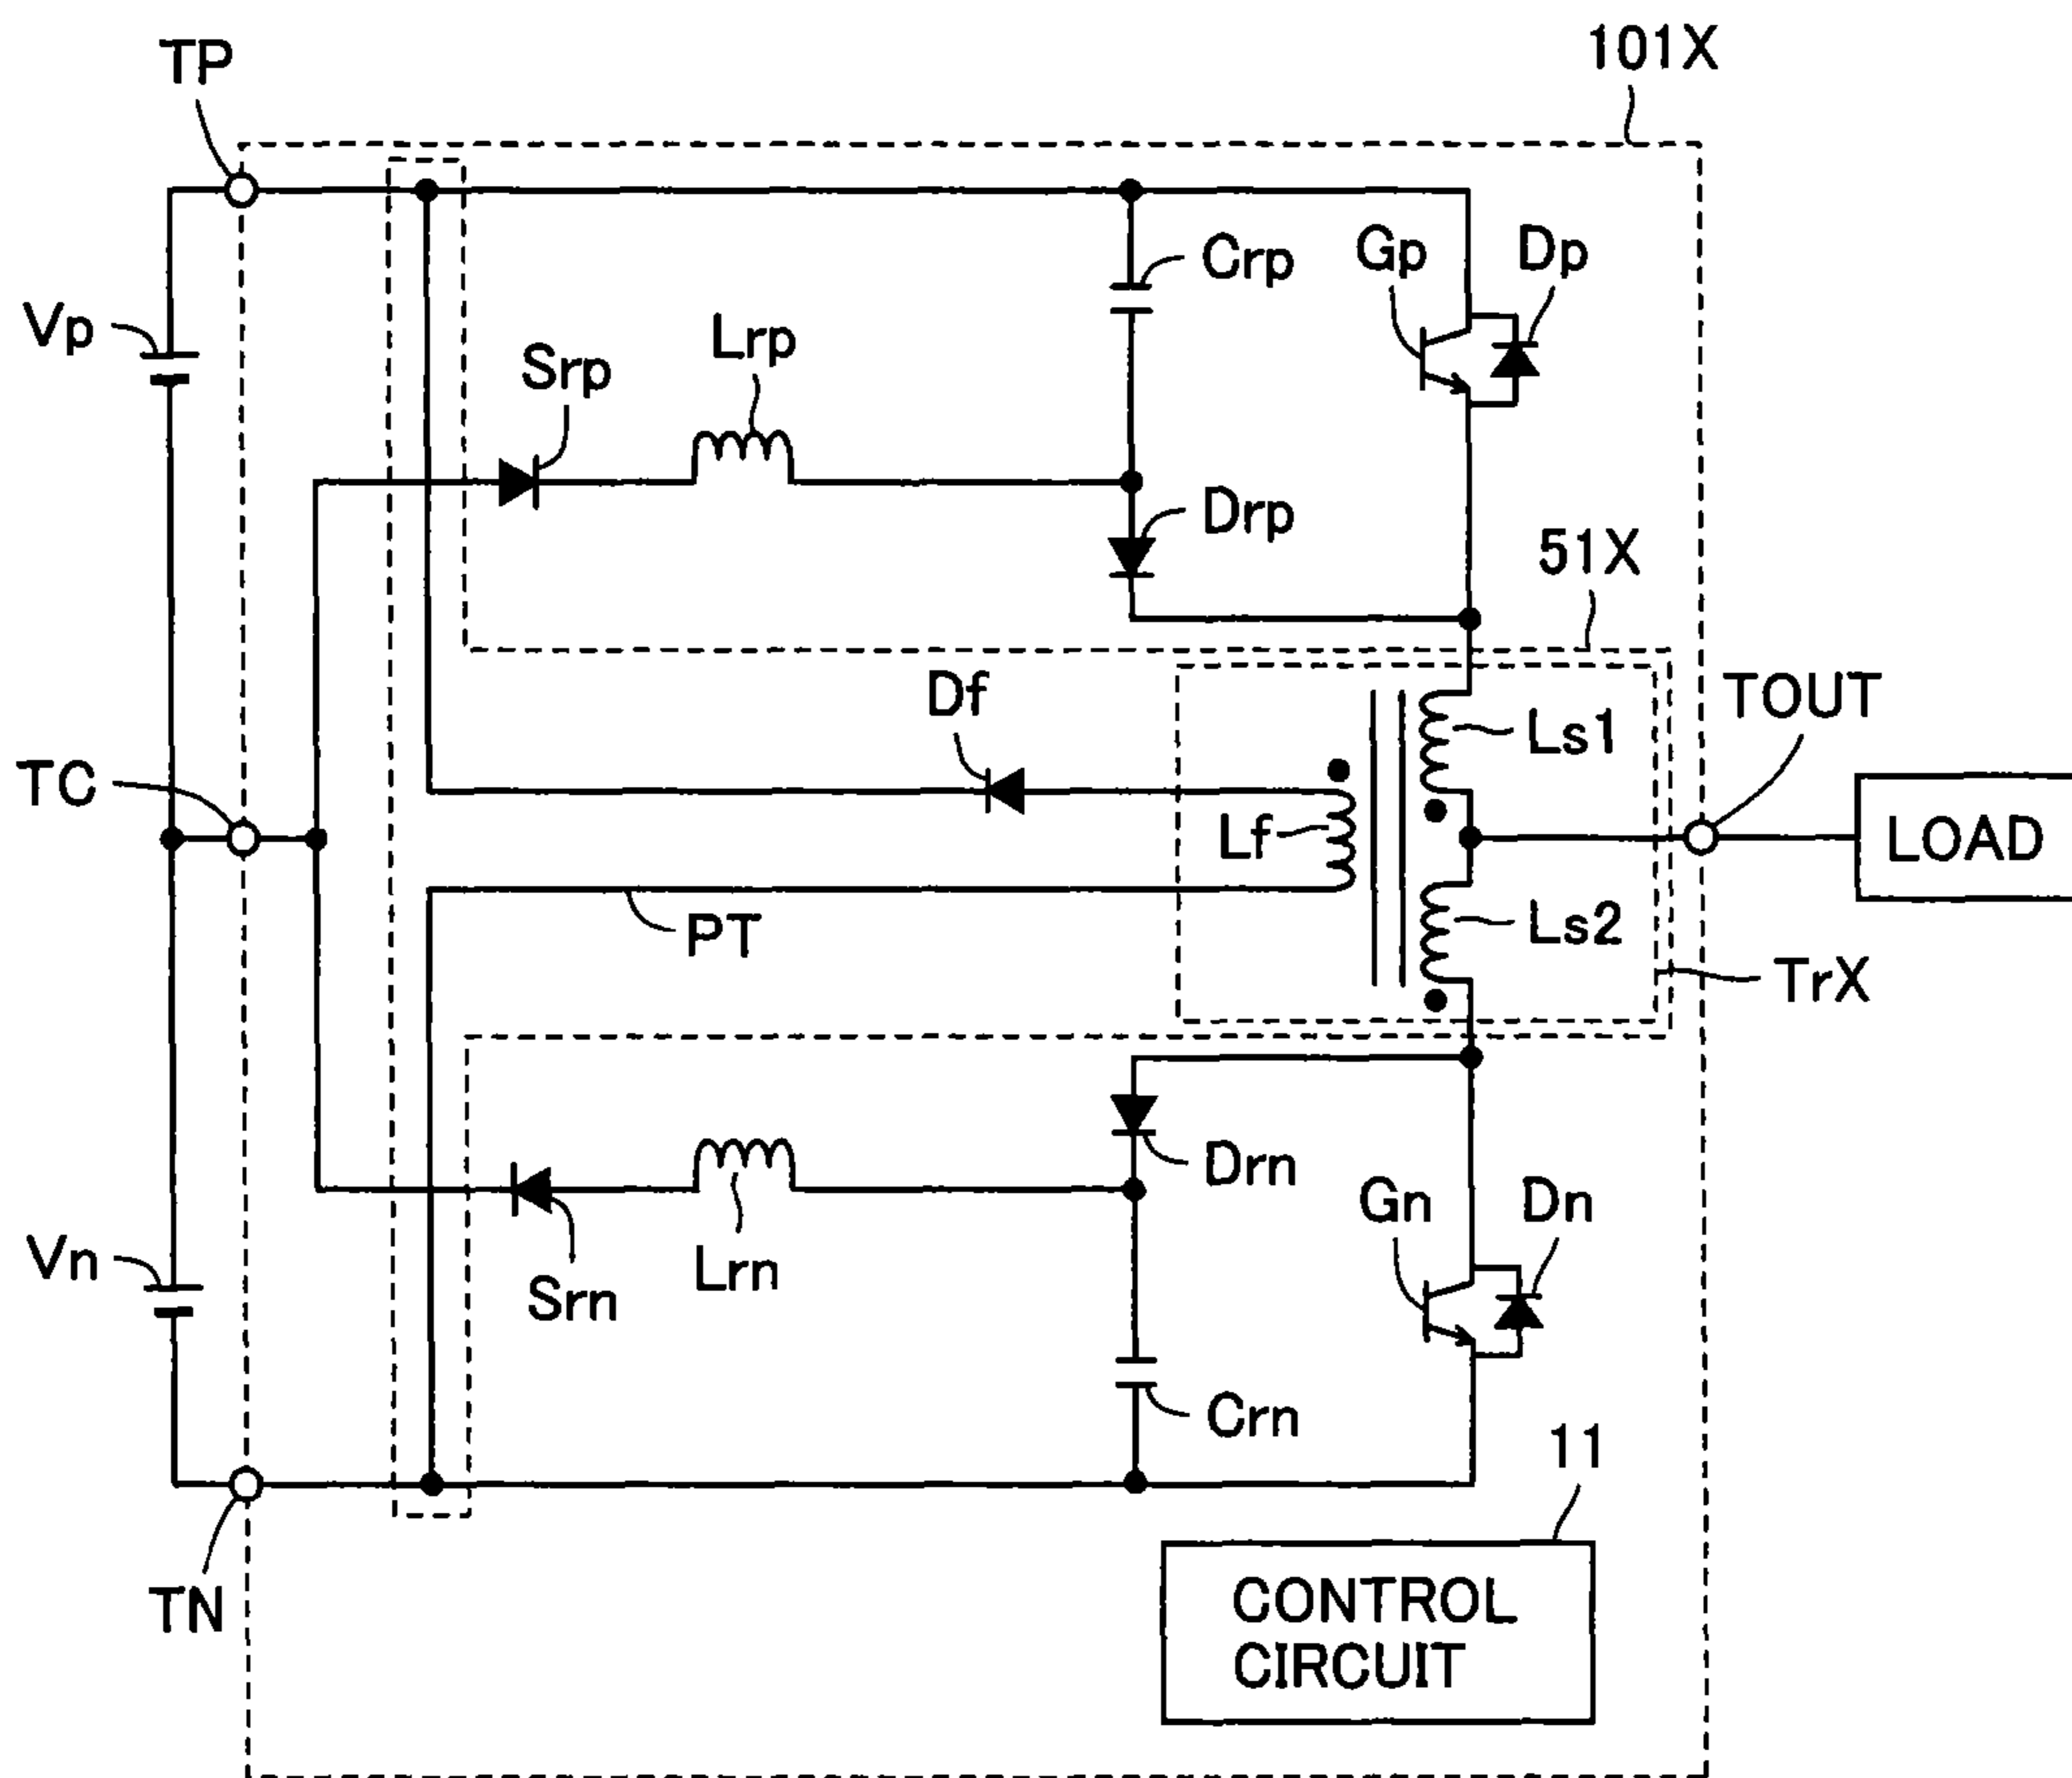 101X
TP
Crp
Gp
Dp
Vp
Lrp
Srp
Drp
51X
Df
TOUT
Ls1
TC
Lf
LOAD
PT
Ls2
TrX
Drn
Gn
Dn
Vn
Lrn
Srn
Crn
11
TN
CONTROL
CIRCUIT